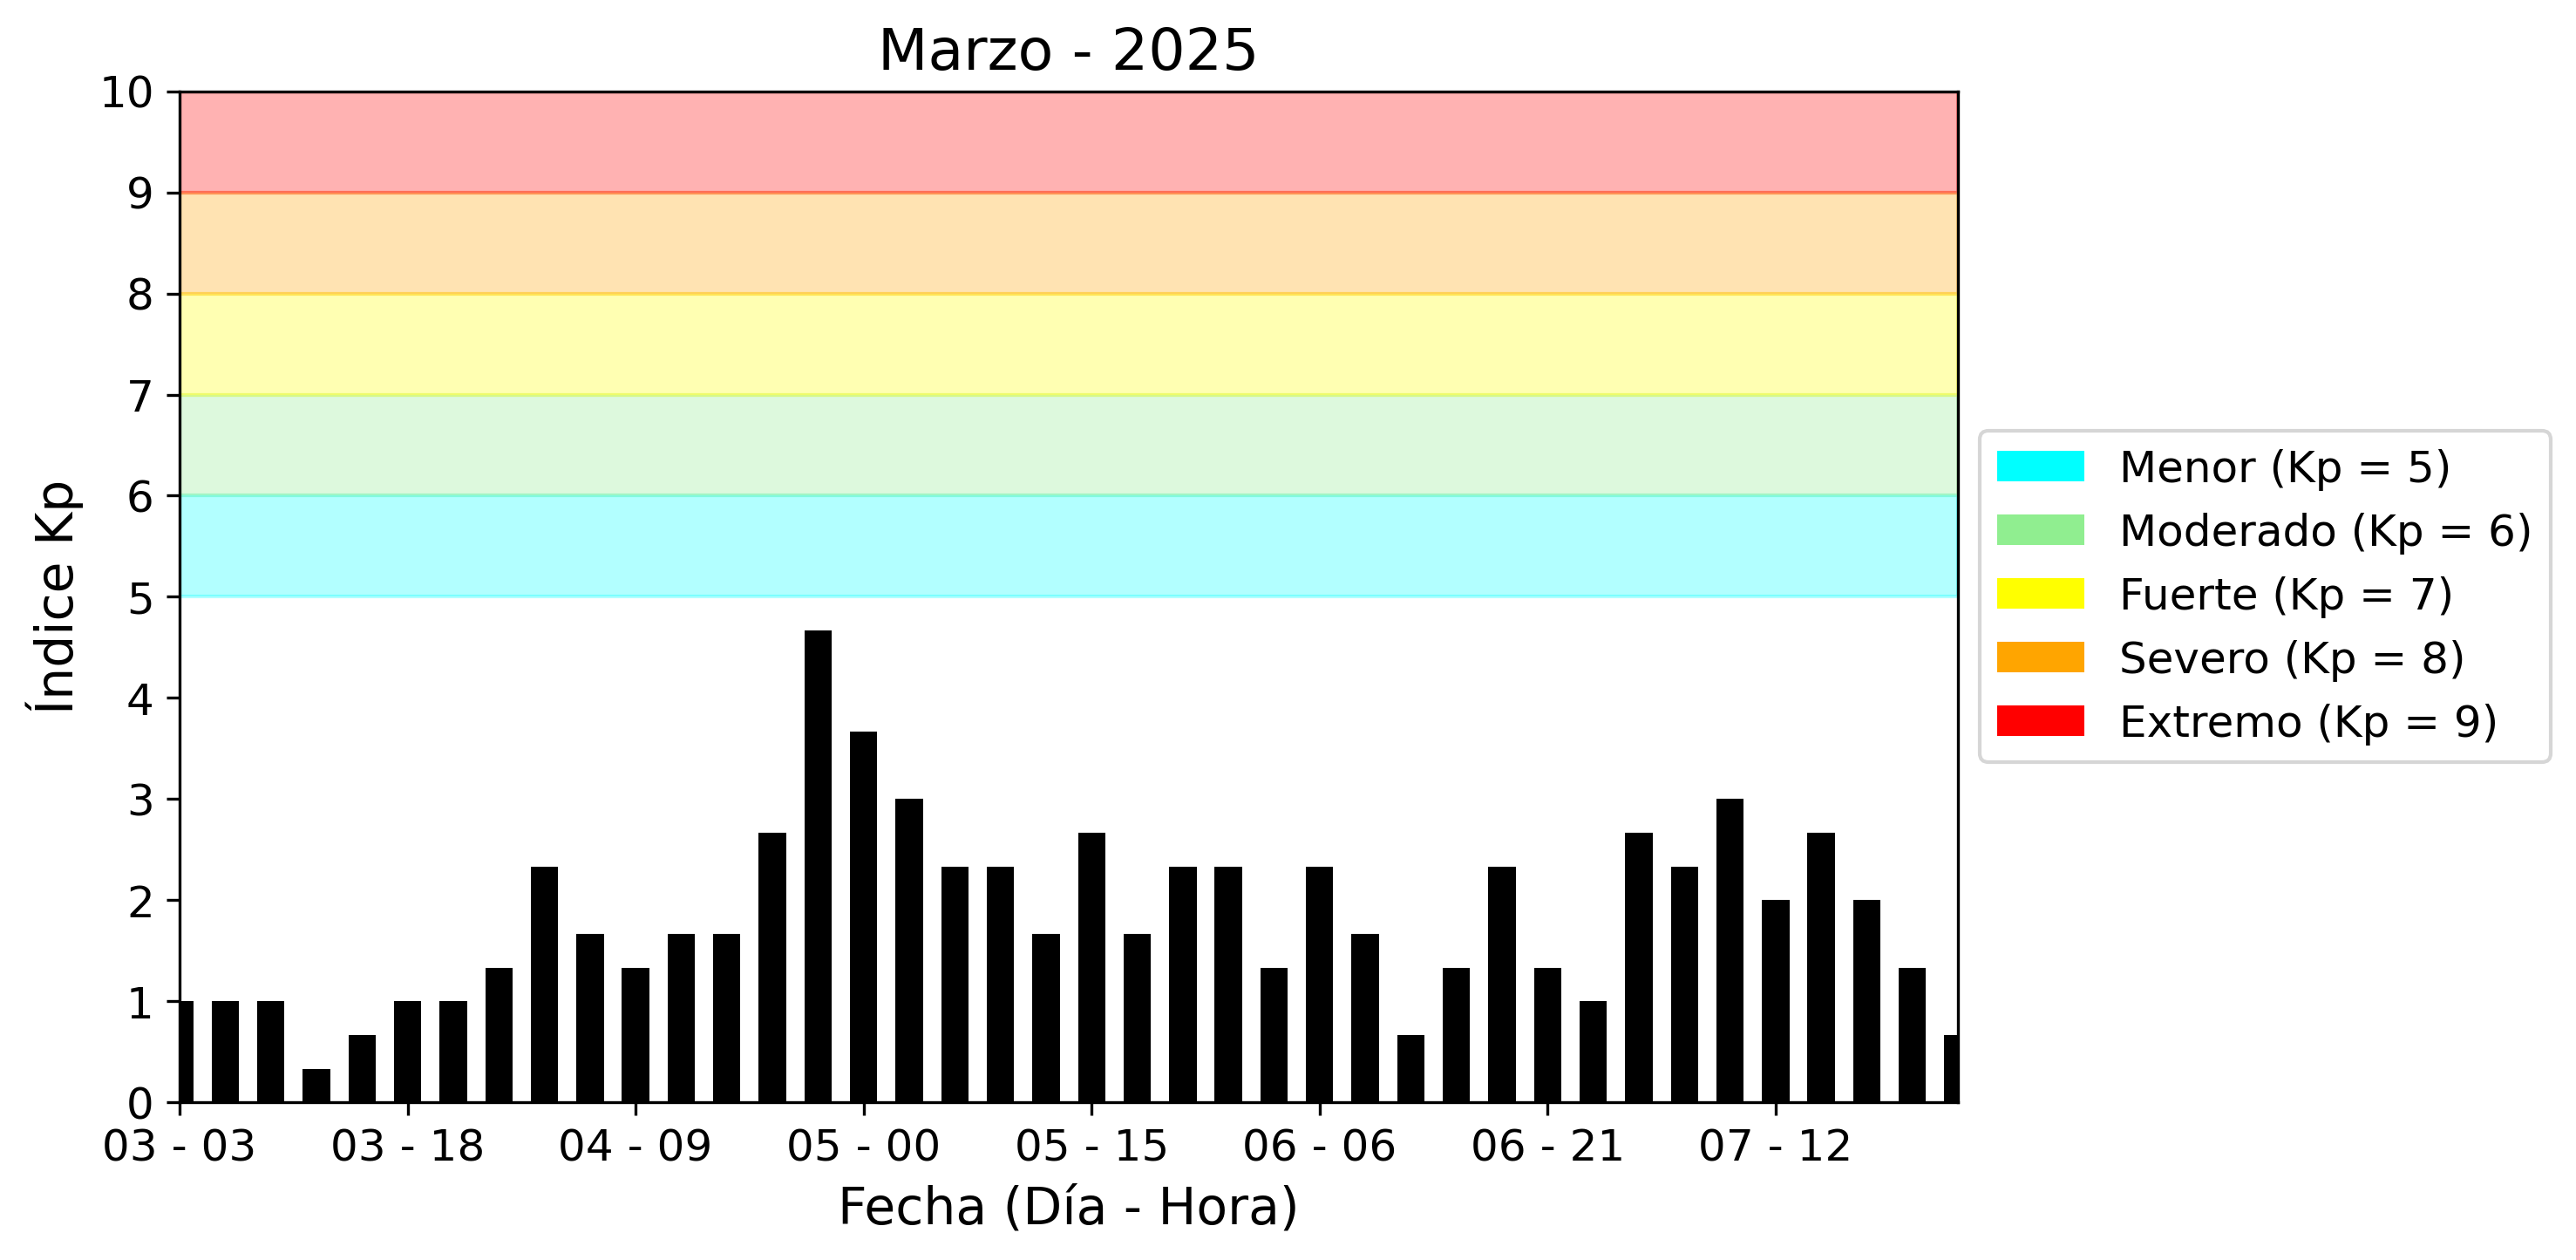 Marzo - 2025
10
9
8
7
6
5
4
3
2
1
0
Índice Kp
03 - 03
03 - 18
04 - 09
05 - 00
05 - 15
06 - 06
06 - 21
07 - 12
Fecha (Día - Hora)
Menor (Kp = 5)
Moderado (Kp = 6)
Fuerte (Kp = 7)
Severo (Kp = 8)
Extremo (Kp = 9)